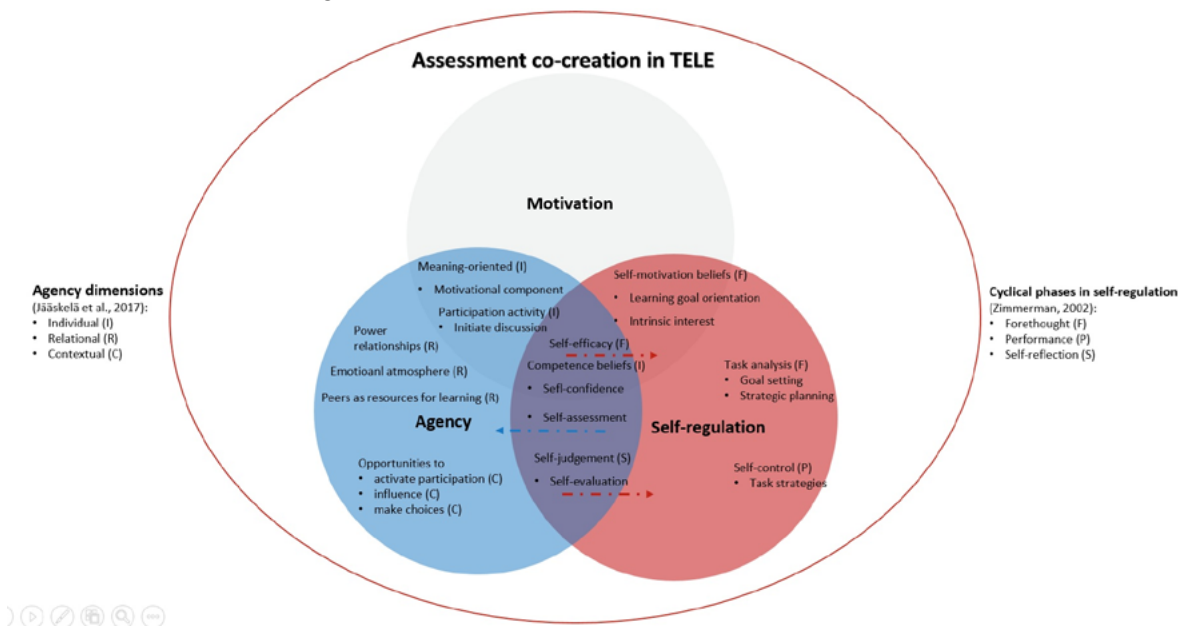 Assessment co-creation in TELE
Motivation
Meaning-oriented (I)
• Motivational component
Participation activity (I)
• Initiate discussion
Power
relationships (R)
Emotioanl atmosphere (R)
Peers as resources for learning (R)
Agency
Opportunities to
• activate participation (C)
• influence (C)
• make choices (C)
Self-motivation beliefs (F)
• Learning goal orientation
• Intrinsic interest
Self-efficacy (F)
Competence beliefs (I)
• Sefl-confidence
• Self-assessment
Self-judgement (S)
• Self-evaluation
Task analysis (F)
• Goal setting
• Strategic planning
Self-regulation
Self-control (P)
• Task strategies
Agency dimensions
(Jääskelä et al., 2017):
• Individual (I)
• Relational (R)
• Contextual (C)
Cyclical phases in self-regulation
(Zimmerman, 2002):
• Forethought (F)
• Performance (P)
• Self-reflection (S)